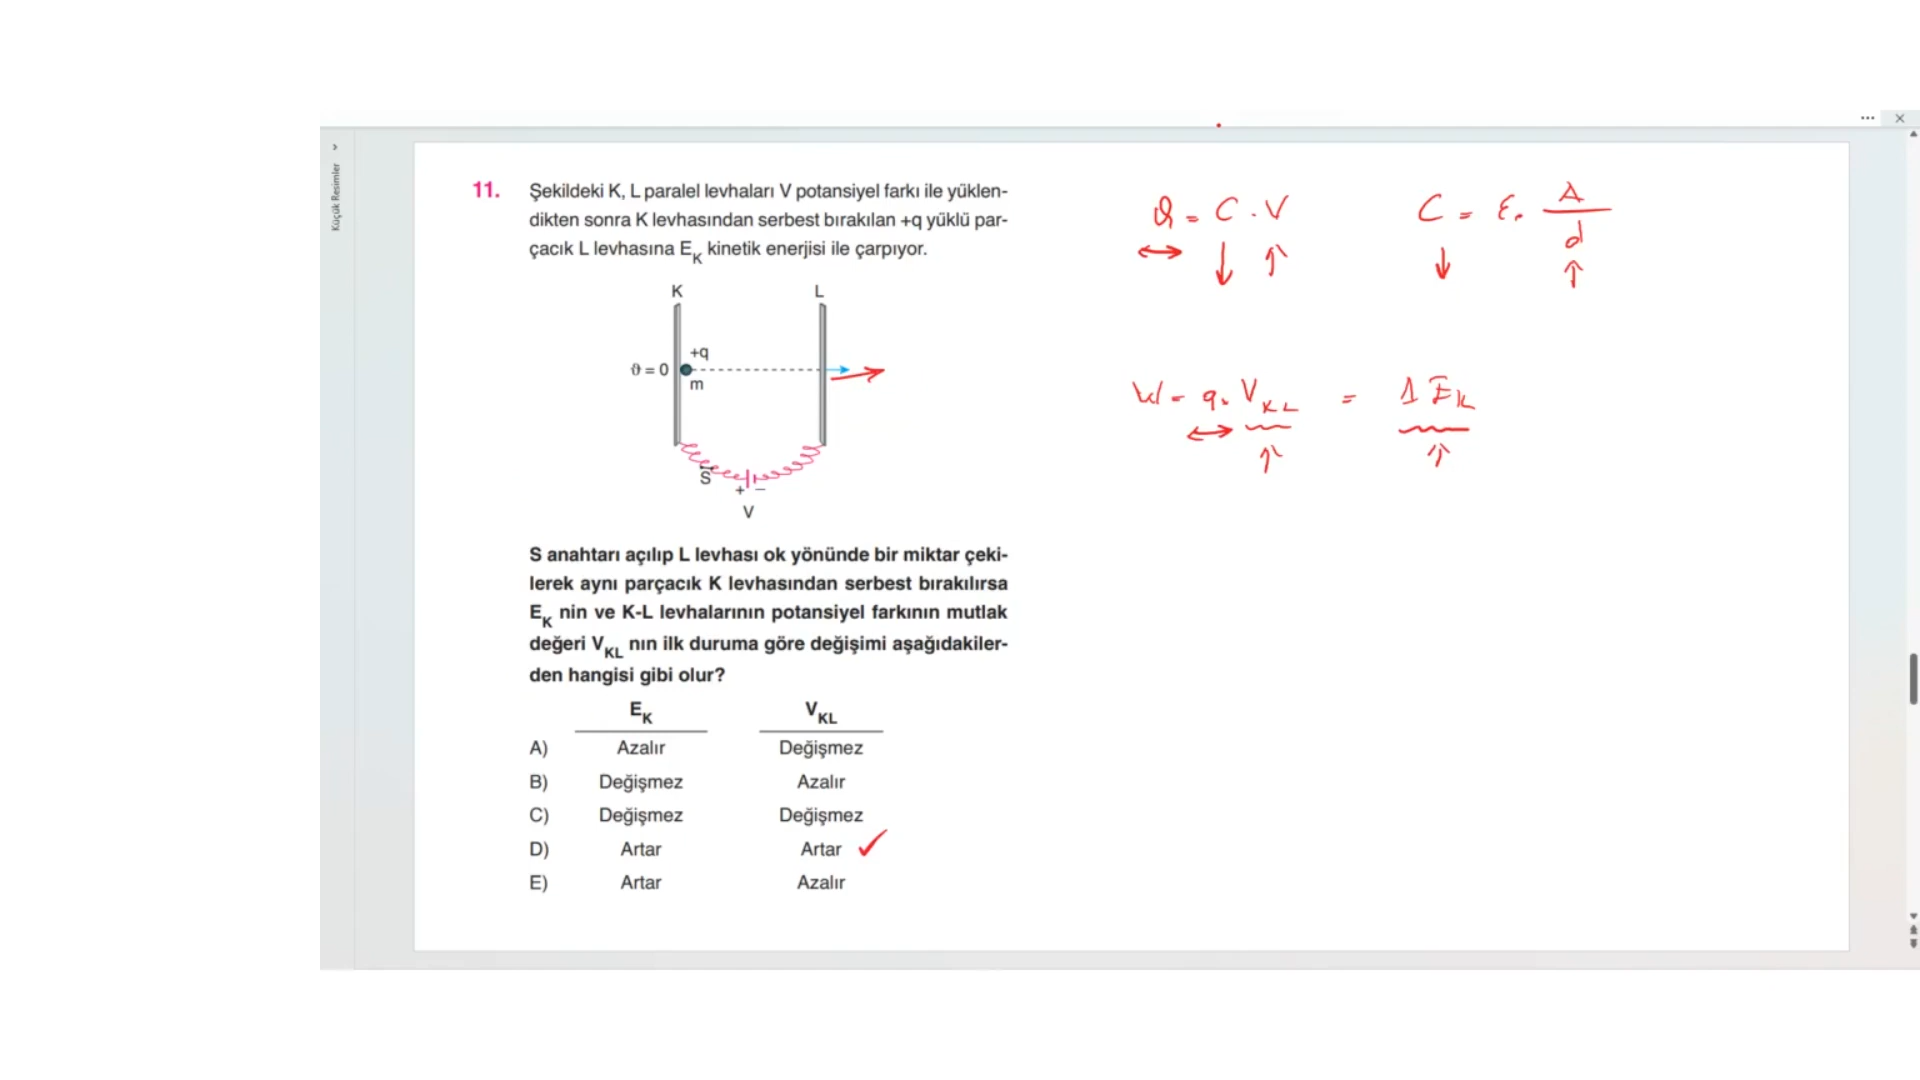 Küçük Resimler
11. Şekildeki K, L paralel levhaları V potansiyel farkı ile yüklen-
dikten sonra K levhasından serbest bırakılan +q yüklü par-
çacık L levhasına E_K kinetik enerjisi ile çarpıyor.
K L
+q
ϑ = 0
m
S
+ −
V
S anahtarı açılıp L levhası ok yönünde bir miktar çeki-
lerek aynı parçacık K levhasından serbest bırakılırsa
E_K nin ve K-L levhalarının potansiyel farkının mutlak
değeri V_KL nın ilk duruma göre değişimi aşağıdakiler-
den hangisi gibi olur?
E_K V_KL
A) Azalır Değişmez
B) Değişmez Azalır
C) Değişmez Değişmez
D) Artar Artar ✓
E) Artar Azalır
Q = C . V
↔ ↓ ↑
C = ε. A/d
↓ ↑
W = q. V_KL = Δ E_K
↔ ↑ ↑